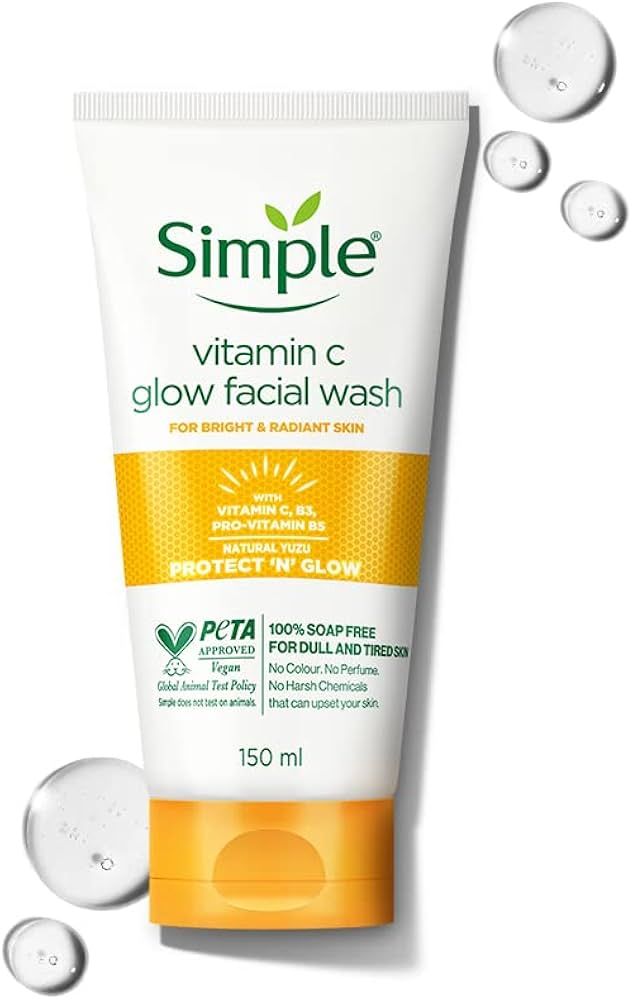 Simple®
vitamin c
glow facial wash
FOR BRIGHT & RADIANT SKIN
WITH
VITAMIN C, B3,
PRO-VITAMIN B5
NATURAL YUZU
PROTECT 'N' GLOW
PETA
APPROVED
Vegan
Global Animal Test Policy
Simple does not test on animals.
100% SOAP FREE
FOR DULL AND TIRED SKIN
No Colour. No Perfume.
No Harsh Chemicals
that can upset your skin.
150 ml